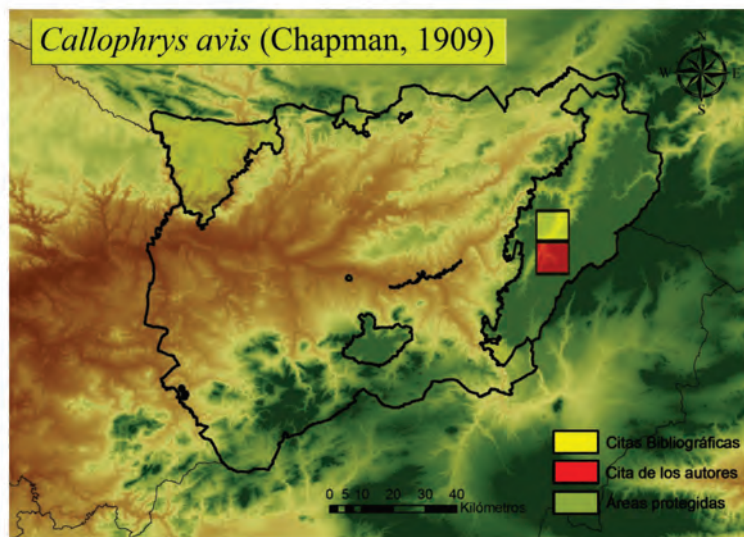 Callophrys avis (Chapman, 1909)
N
W E
S
Citas Bibliográficas
Cita de los autores
Áreas protegidas
0 5 10 20 30 40
Kilómetros